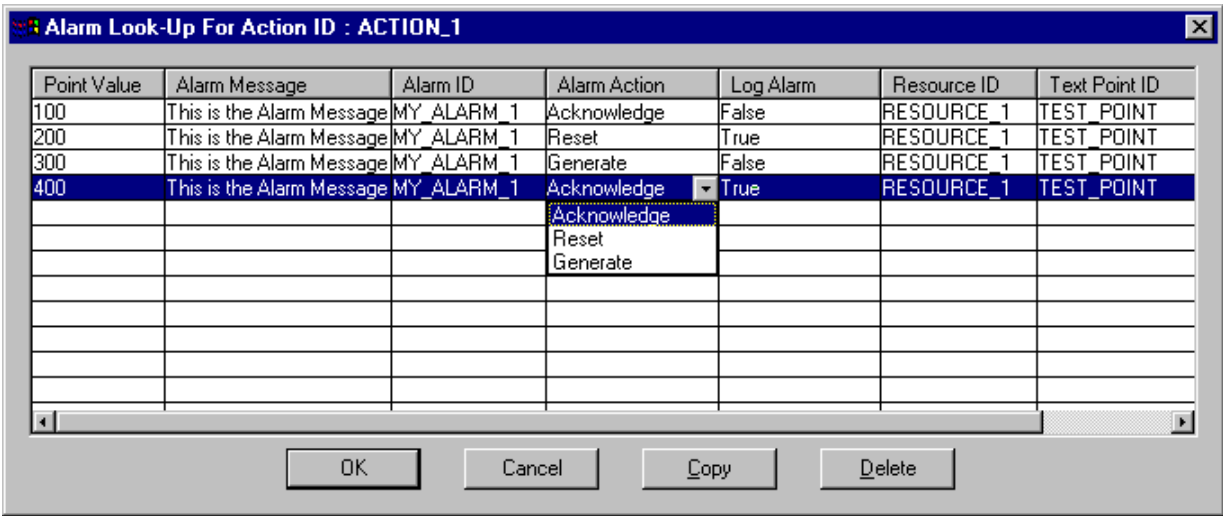 Alarm Look-Up For Action ID : ACTION_1
Point Value Alarm Message Alarm ID Alarm Action Log Alarm Resource ID Text Point ID
100 This is the Alarm Message MY_ALARM_1 Acknowledge False RESOURCE_1 TEST_POINT
200 This is the Alarm Message MY_ALARM_1 Reset True RESOURCE_1 TEST_POINT
300 This is the Alarm Message MY_ALARM_1 Generate False RESOURCE_1 TEST_POINT
400 This is the Alarm Message MY_ALARM_1 Acknowledge True RESOURCE_1 TEST_POINT
Acknowledge
Reset
Generate
OK Cancel Copy Delete